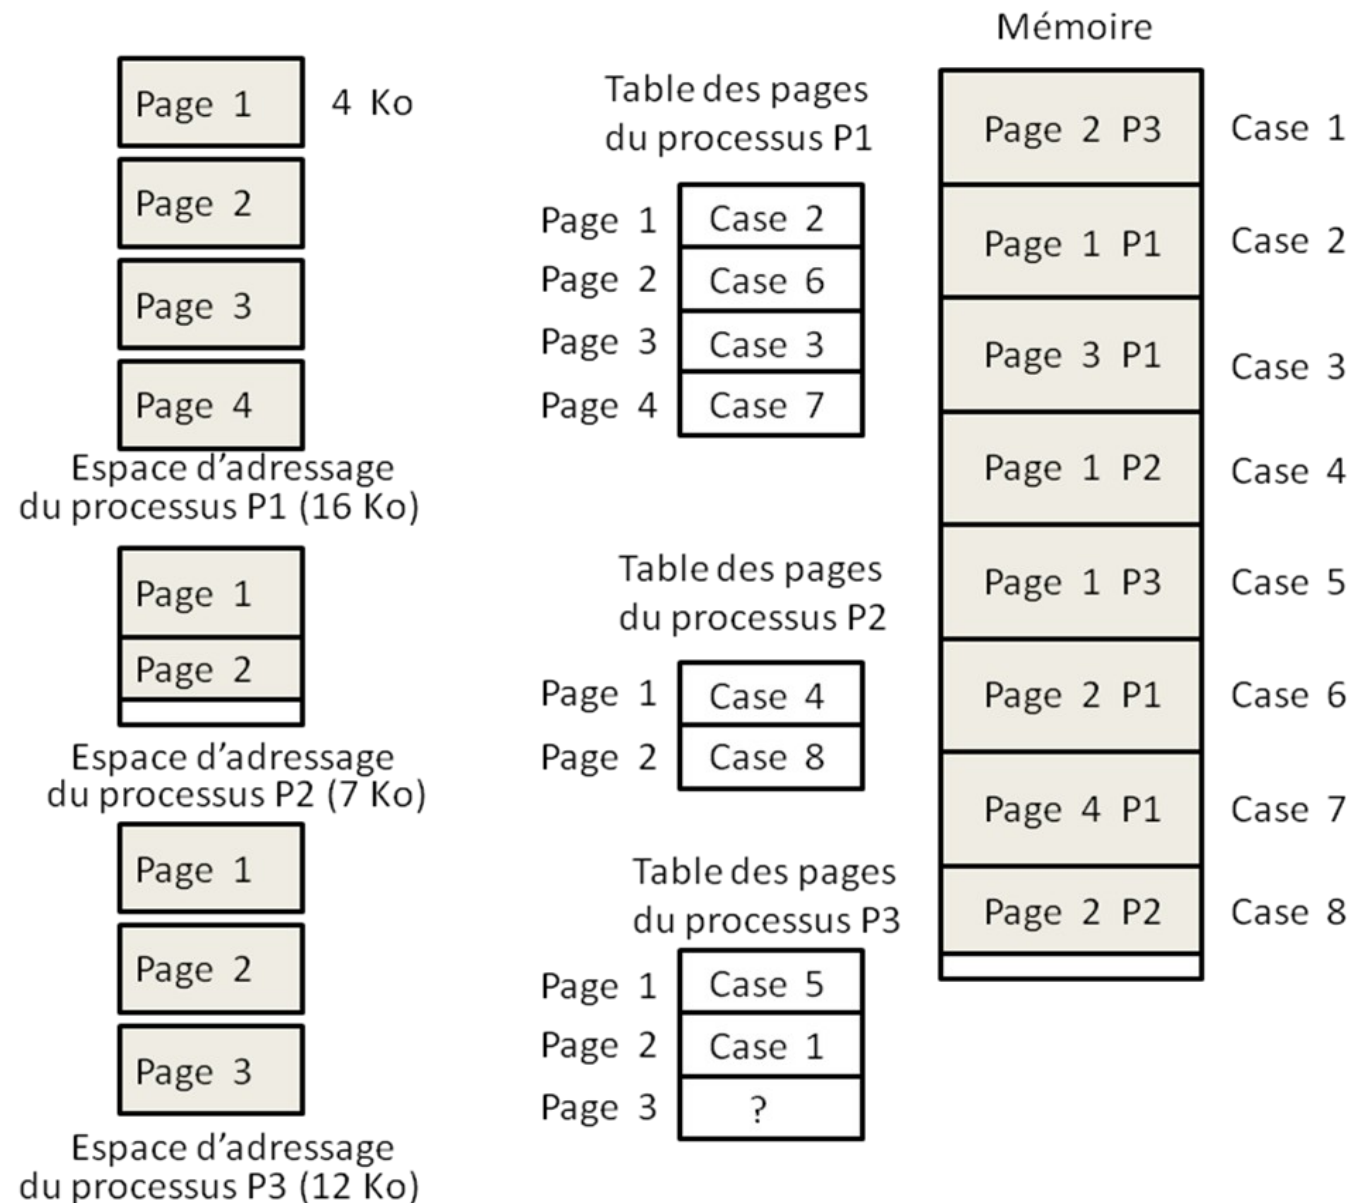 Page 1
4 Ko
Page 2
Page 3
Page 4
Espace d'adressage
du processus P1 (16 Ko)
Page 1
Page 2
Espace d'adressage
du processus P2 (7 Ko)
Page 1
Page 2
Page 3
Espace d'adressage
du processus P3 (12 Ko)
Table des pages
du processus P1
Page 1 Case 2
Page 2 Case 6
Page 3 Case 3
Page 4 Case 7
Table des pages
du processus P2
Page 1 Case 4
Page 2 Case 8
Table des pages
du processus P3
Page 1 Case 5
Page 2 Case 1
Page 3 ?
Mémoire
Page 2 P3 Case 1
Page 1 P1 Case 2
Page 3 P1 Case 3
Page 1 P2 Case 4
Page 1 P3 Case 5
Page 2 P1 Case 6
Page 4 P1 Case 7
Page 2 P2 Case 8